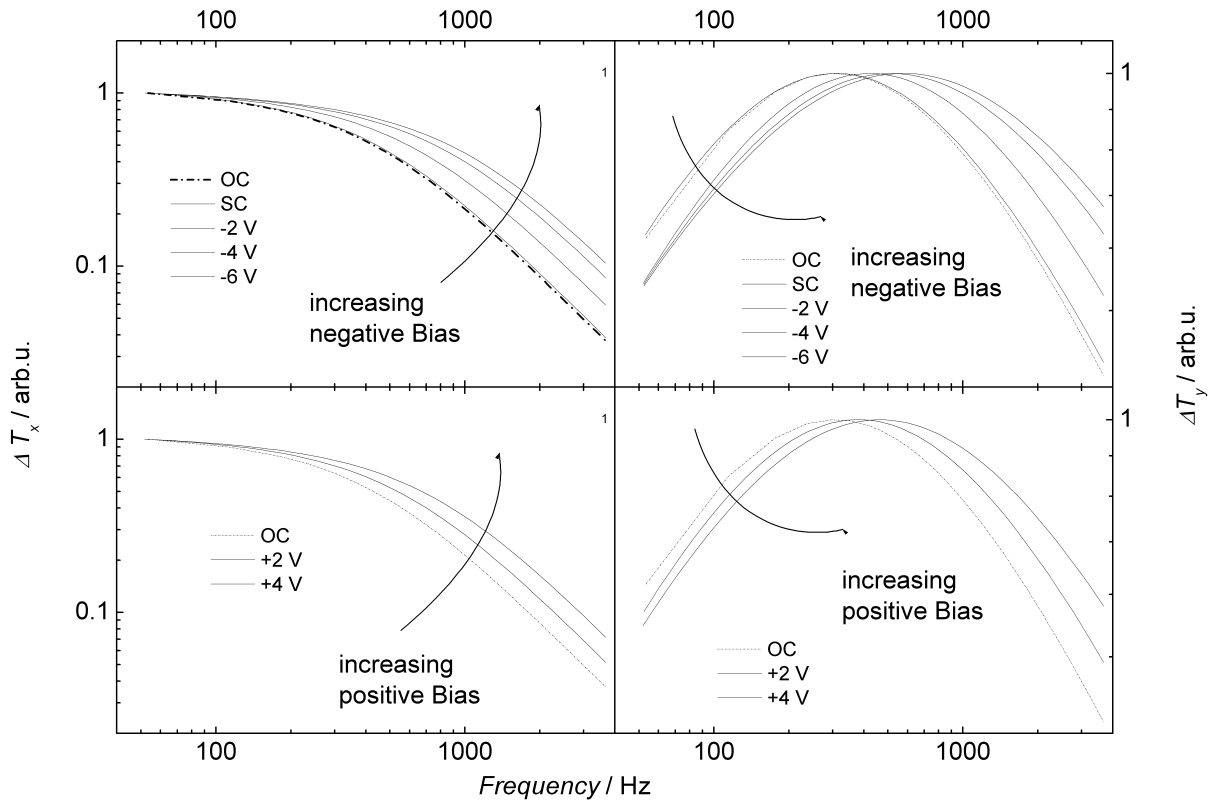 100
1000
100
1000
1
0.1
1
OC
SC
-2 V
-4 V
-6 V
increasing
negative Bias
1
OC
SC
-2 V
-4 V
-6 V
increasing
negative Bias
Δ Tx / arb.u.
ΔTy / arb.u.
1
0.1
1
OC
+2 V
+4 V
increasing
positive Bias
1
OC
+2 V
+4 V
increasing
positive Bias
100
1000
100
1000
Frequency / Hz